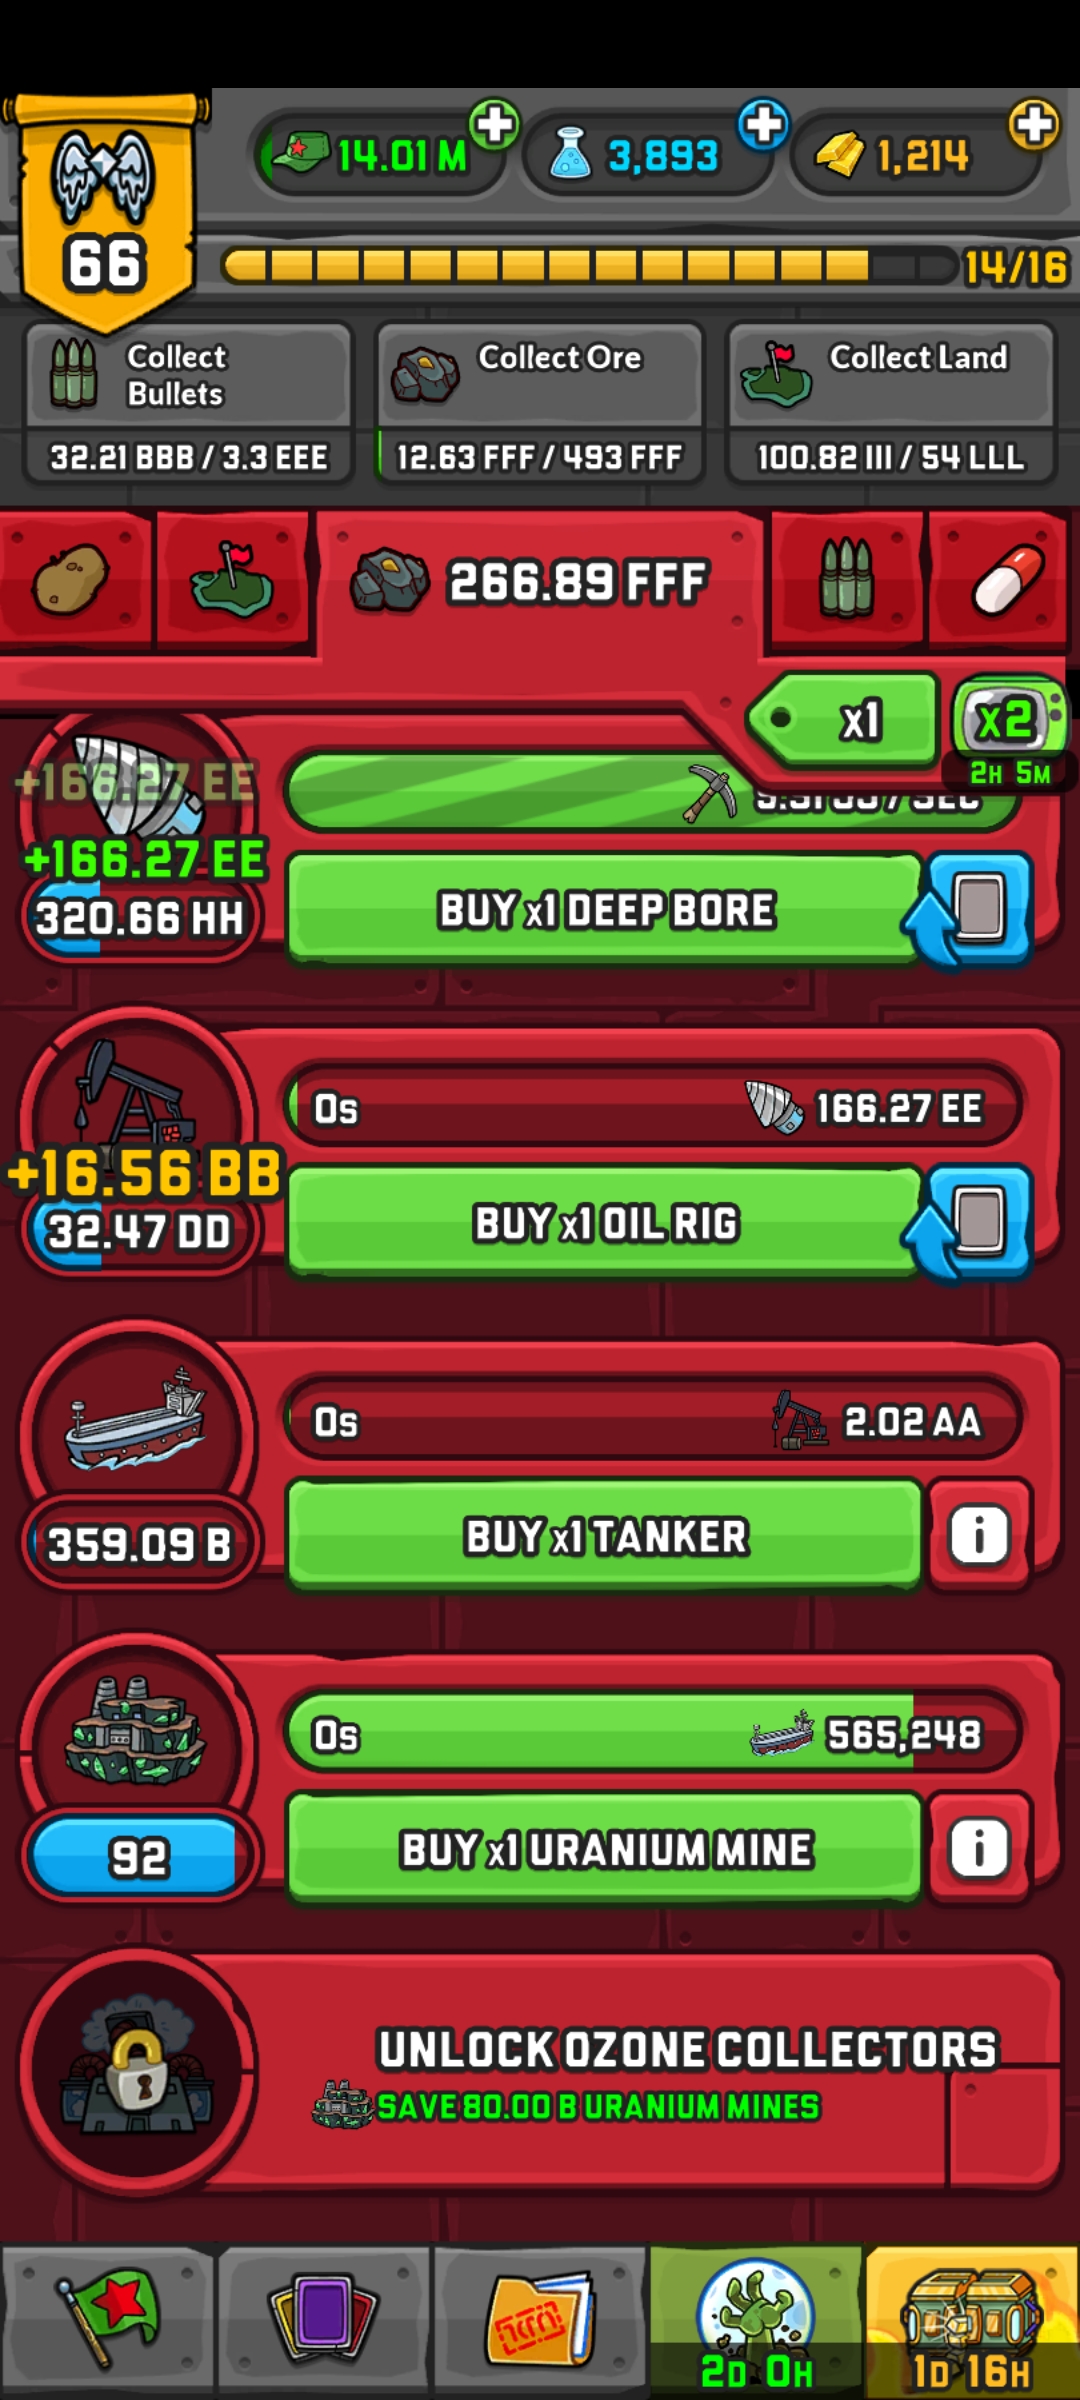 14.01 M
3,893
1,214
66
14/16
Collect
Bullets
32.21 BBB / 3.3 EEE
Collect Ore
12.63 FFF / 493 FFF
Collect Land
100.82 III / 54 LLL
266.89 FFF
x1
x2
2H 5M
+166.27 EE
+166.27 EE
320.66 HH
BUY x1 DEEP BORE
0s
166.27 EE
+16.56 BB
32.47 DD
BUY x1 OIL RIG
0s
2.02 AA
359.09 B
BUY x1 TANKER
i
0s
565,248
92
BUY x1 URANIUM MINE
i
UNLOCK OZONE COLLECTORS
SAVE 80.00 B URANIUM MINES
2D 0H
1D 16H